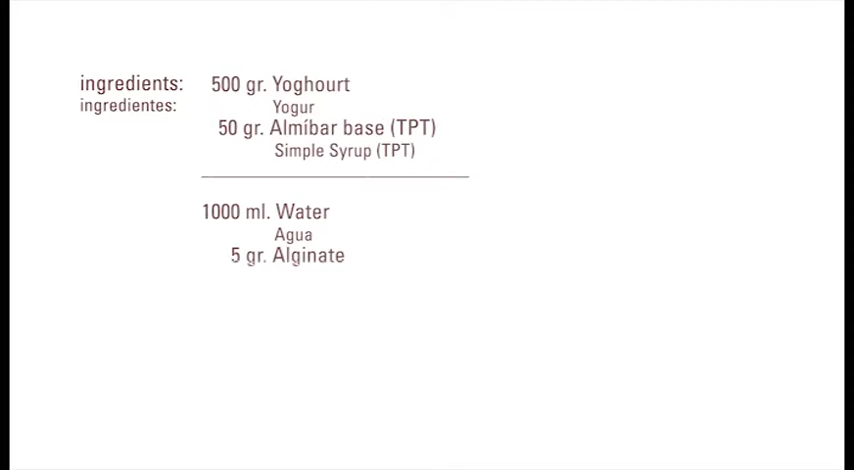 ingredients: 500 gr. Yoghourt
ingredientes: Yogur
50 gr. Almíbar base (TPT)
Simple Syrup (TPT)
1000 ml. Water
Agua
5 gr. Alginate